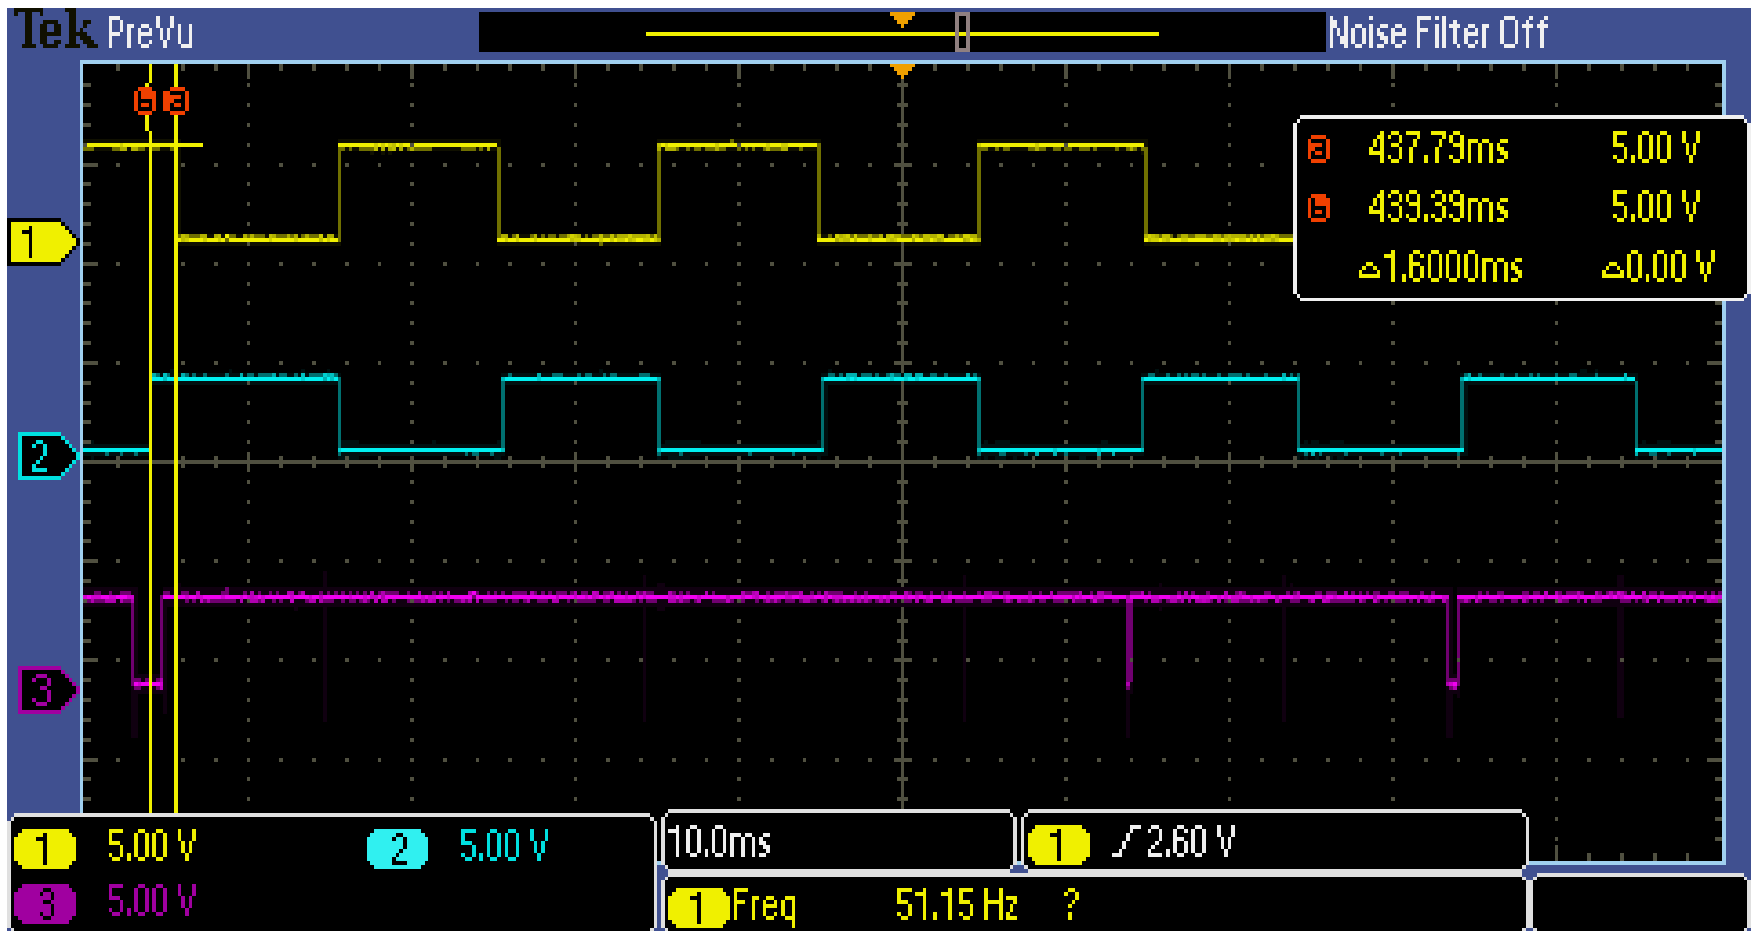 Tek PreVu Noise Filter Off
b a
a 437.79ms 5.00 V
b 439.39ms 5.00 V
△1.6000ms △0.00 V
1
2
3
1 5.00 V 2 5.00 V
3 5.00 V
10.0ms
1 2.60 V
1 Freq 51.15 Hz ?